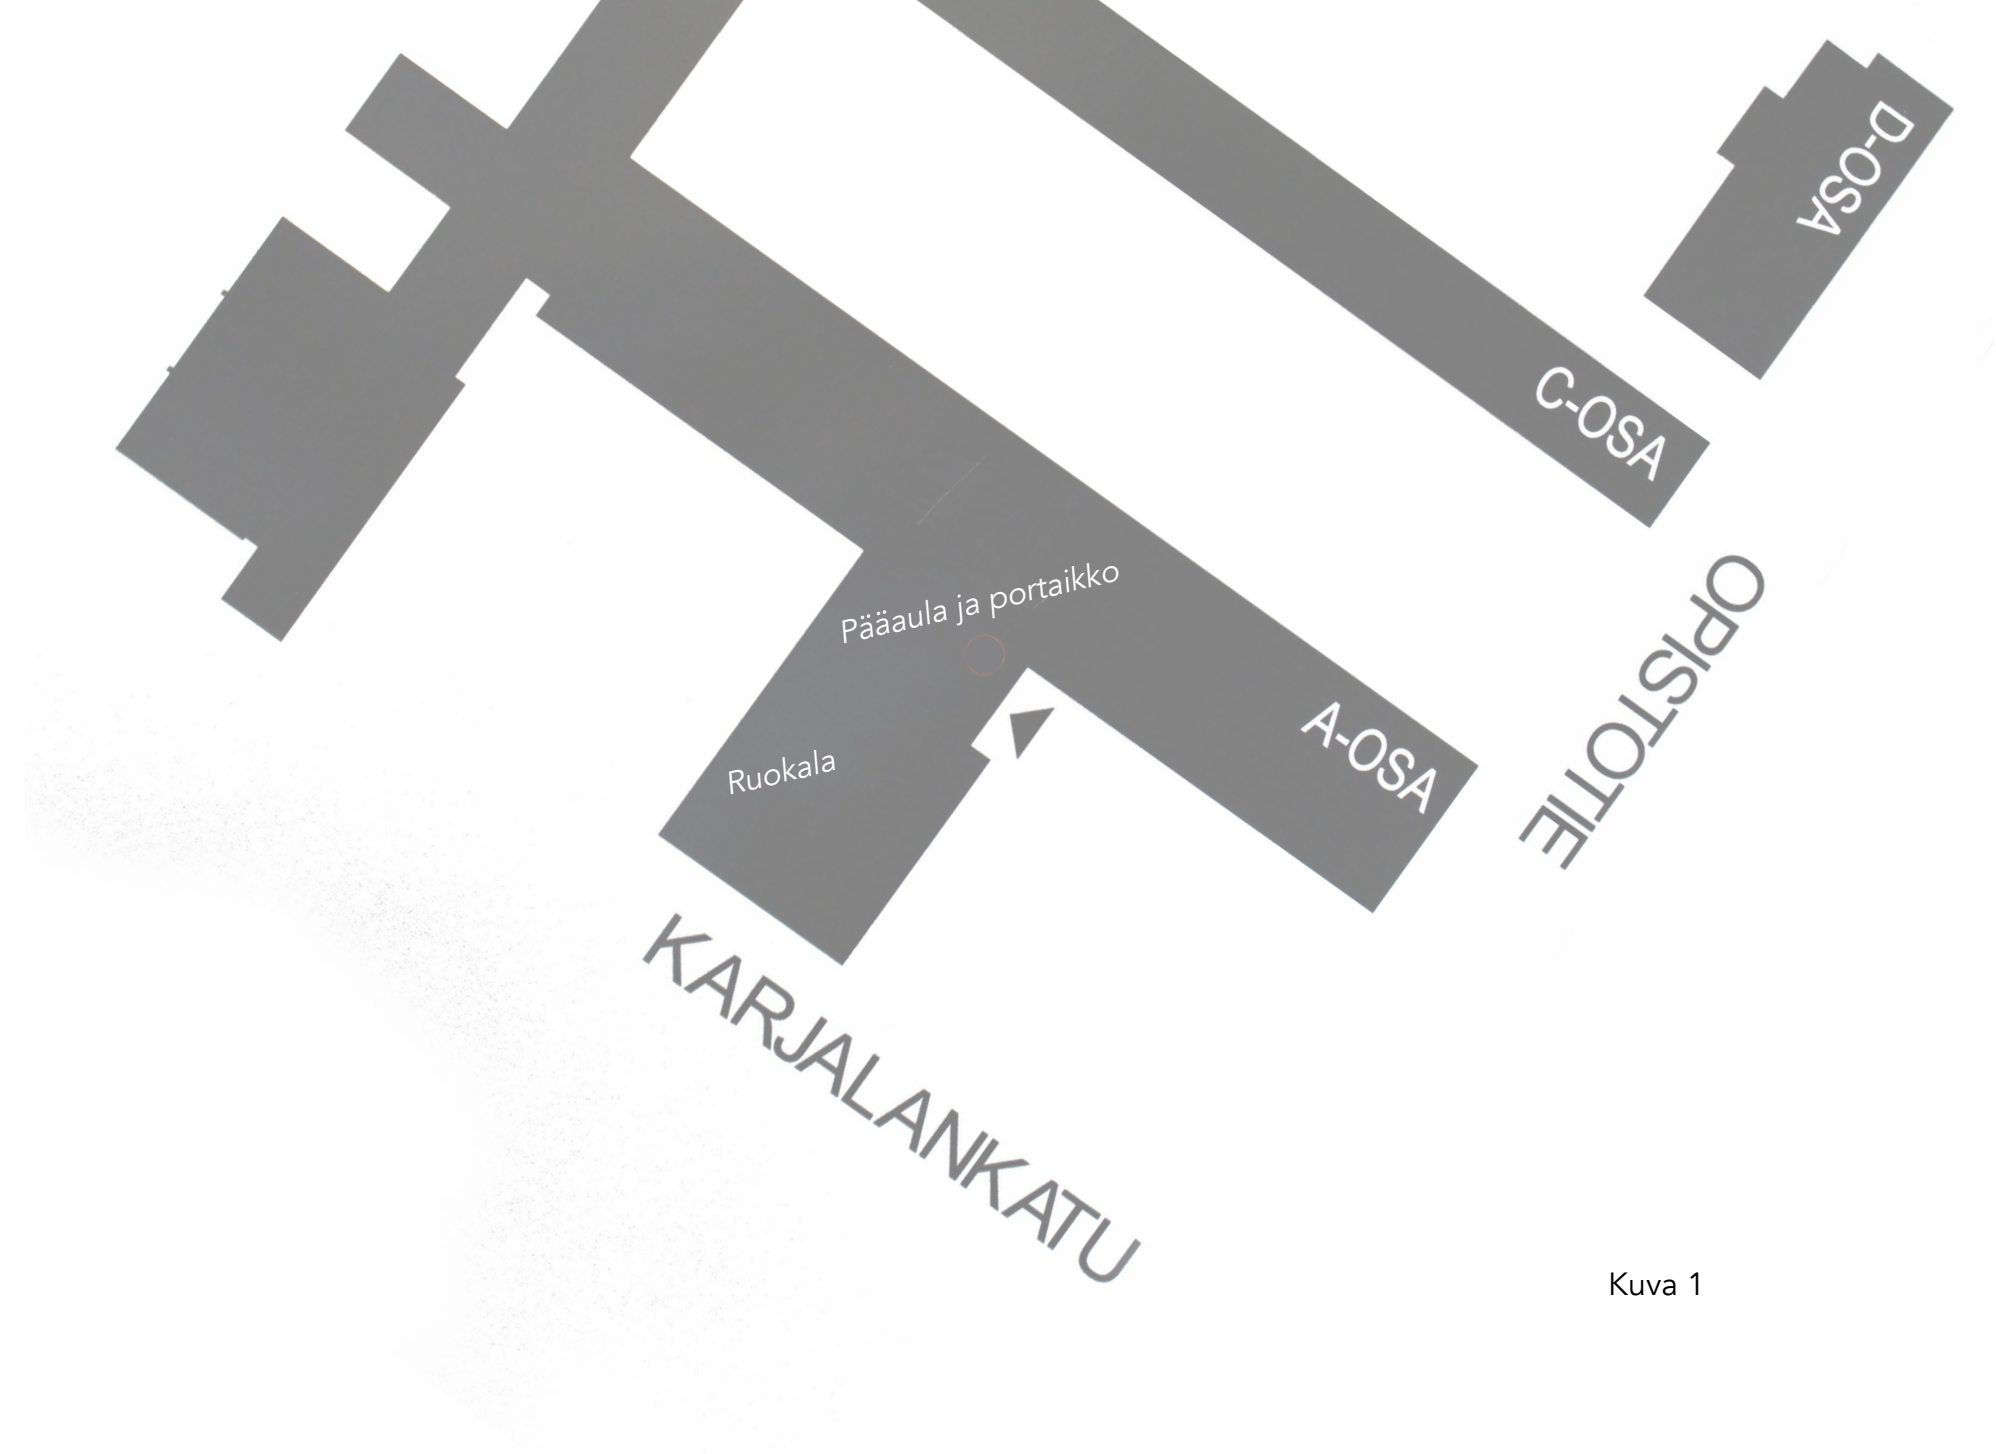 D-OSA
C-OSA
OPISTOTIE
Pääaula ja portaikko
A-OSA
Ruokala
KARJALANKATU
Kuva 1